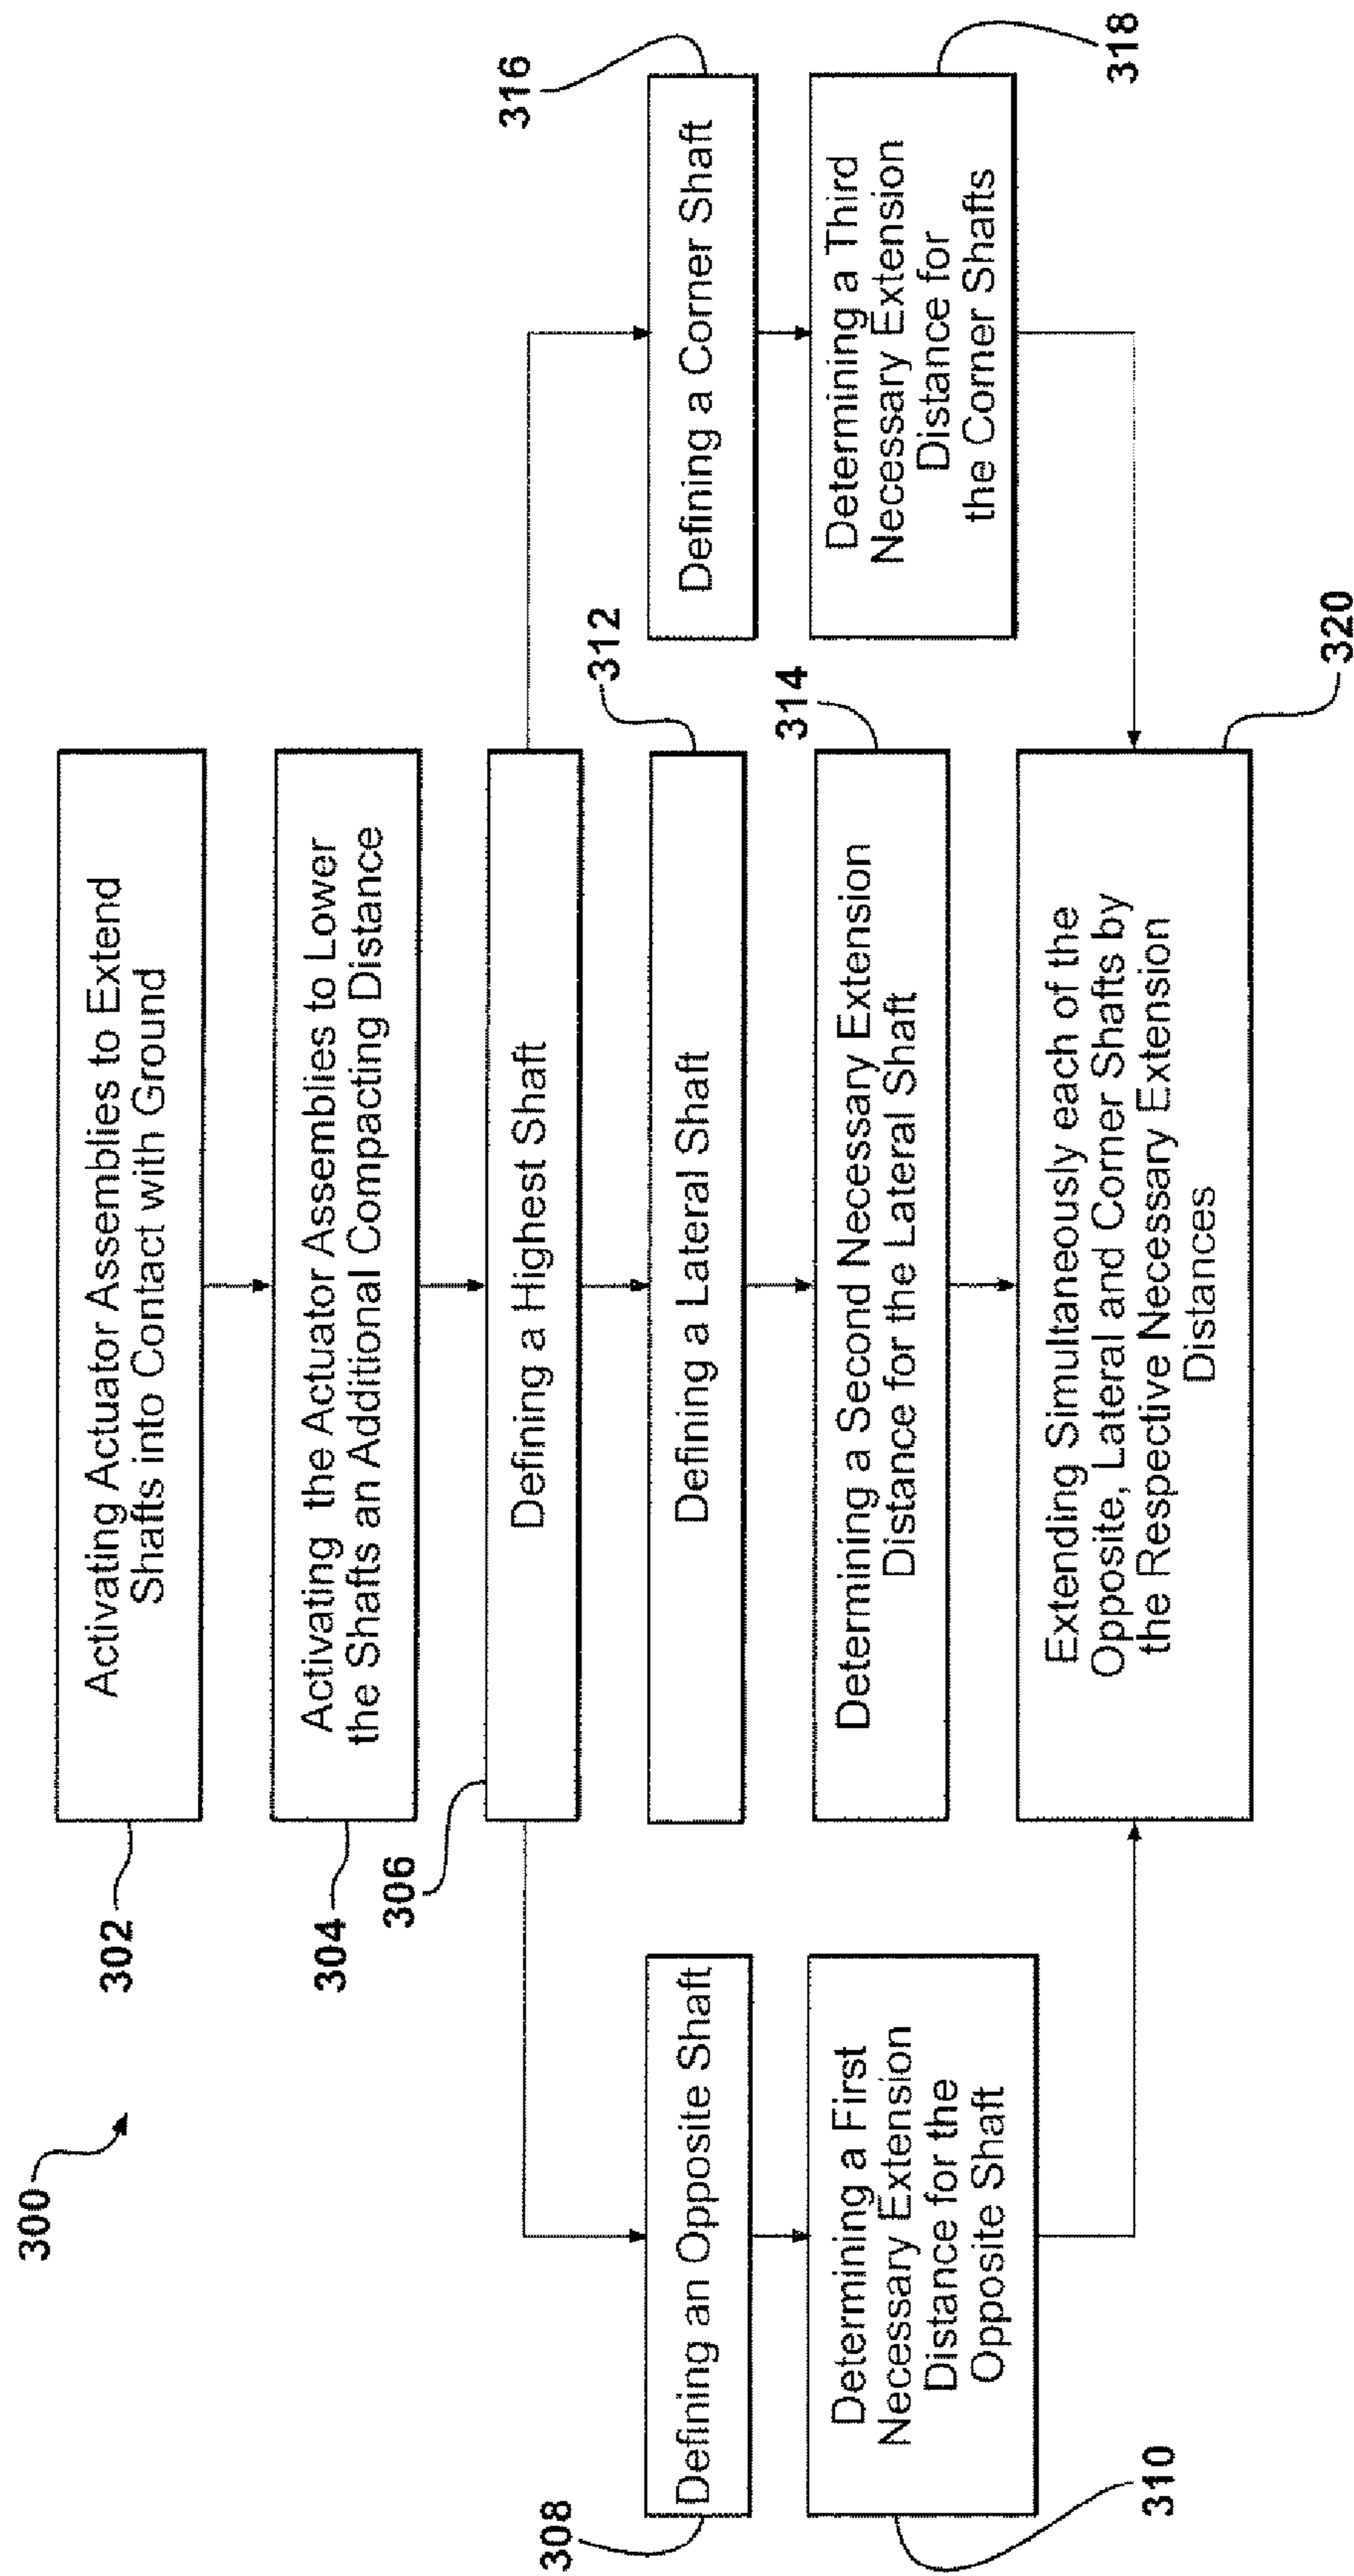 300
302
Activating Actuator Assemblies to Extend
Shafts into Contact with Ground
304
Activating the Actuator Assemblies to Lower
the Shafts an Additional Compacting Distance
306
Defining a Highest Shaft
308
Defining an Opposite Shaft
310
Determining a First
Necessary Extension
Distance for the
Opposite Shaft
312
Defining a Lateral Shaft
314
Determining a Second Necessary Extension
Distance for the Lateral Shaft
316
Defining a Corner Shaft
318
Determining a Third
Necessary Extension
Distance for
the Corner Shafts
320
Extending Simultaneously each of the
Opposite, Lateral and Corner Shafts by
the Respective Necessary Extension
Distances